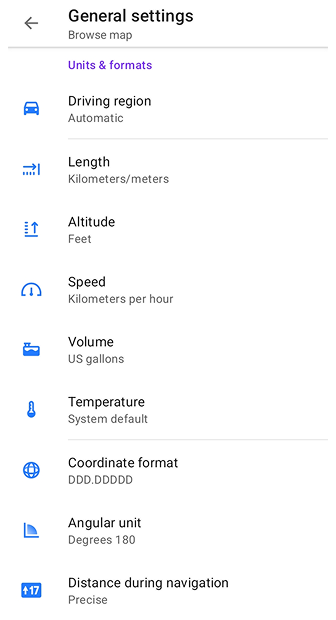 General settings
Browse map
Units & formats
Driving region
Automatic
Length
Kilometers/meters
Altitude
Feet
Speed
Kilometers per hour
Volume
US gallons
Temperature
System default
Coordinate format
DDD.DDDDD
Angular unit
Degrees 180
17
Distance during navigation
Precise